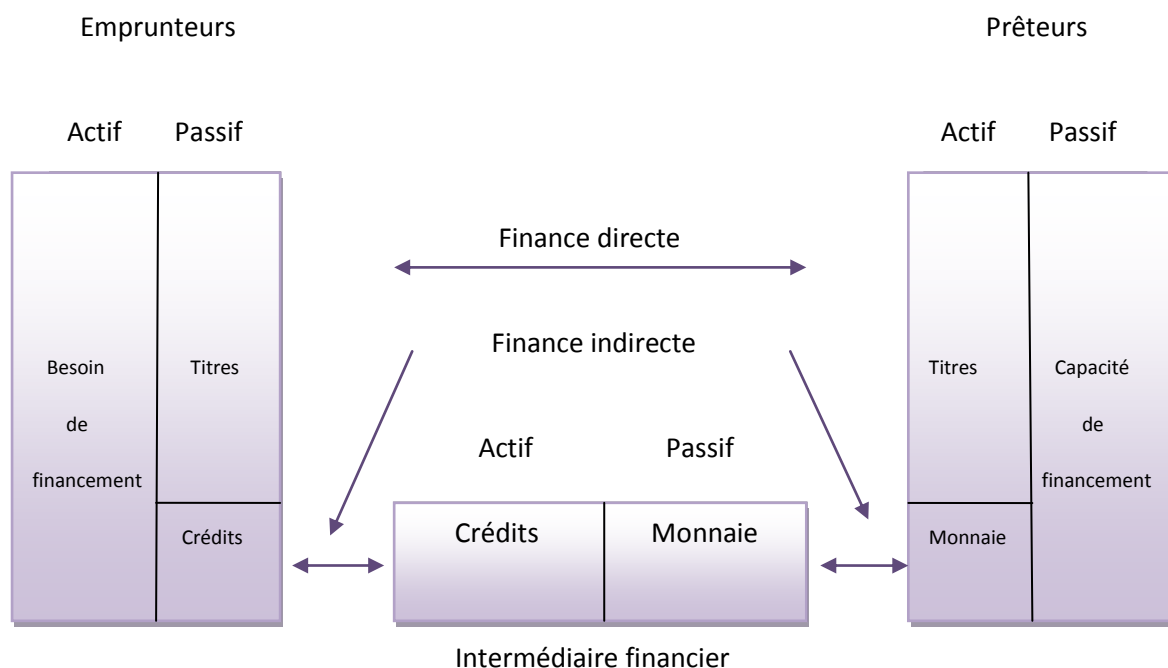 Emprunteurs
Prêteurs
Actif
Passif
Actif
Passif
Finance directe
Finance indirecte
Besoin
de
financement
Titres
Crédits
Titres
Monnaie
Capacité
de
financement
Actif
Passif
Crédits
Monnaie
Intermédiaire financier